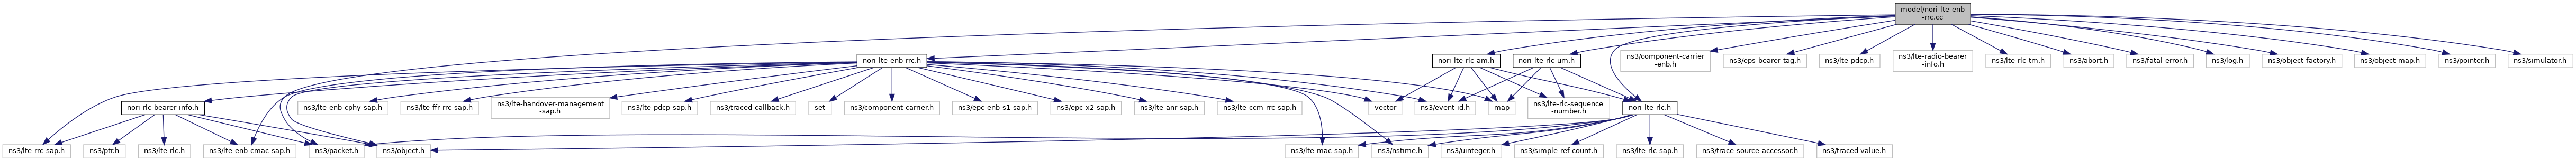 model/nori-lte-enb
-rrc.cc
nori-lte-enb-rrc.h
nori-lte-rlc-am.h
nori-lte-rlc-um.h
ns3/component-carrier
-enb.h
ns3/eps-bearer-tag.h
ns3/lte-pdcp.h
ns3/lte-radio-bearer
-info.h
ns3/lte-rlc-tm.h
ns3/abort.h
ns3/fatal-error.h
ns3/log.h
ns3/object-factory.h
ns3/object-map.h
ns3/pointer.h
ns3/simulator.h
nori-rlc-bearer-info.h
ns3/lte-enb-cphy-sap.h
ns3/lte-ffr-rrc-sap.h
ns3/lte-handover-management
-sap.h
ns3/lte-pdcp-sap.h
ns3/traced-callback.h
set
ns3/component-carrier.h
ns3/epc-enb-s1-sap.h
ns3/epc-x2-sap.h
ns3/lte-anr-sap.h
ns3/lte-ccm-rrc-sap.h
vector
ns3/event-id.h
map
ns3/lte-rlc-sequence
-number.h
nori-lte-rlc.h
ns3/lte-rrc-sap.h
ns3/ptr.h
ns3/lte-rlc.h
ns3/lte-enb-cmac-sap.h
ns3/packet.h
ns3/object.h
ns3/lte-mac-sap.h
ns3/nstime.h
ns3/uinteger.h
ns3/simple-ref-count.h
ns3/lte-rlc-sap.h
ns3/trace-source-accessor.h
ns3/traced-value.h